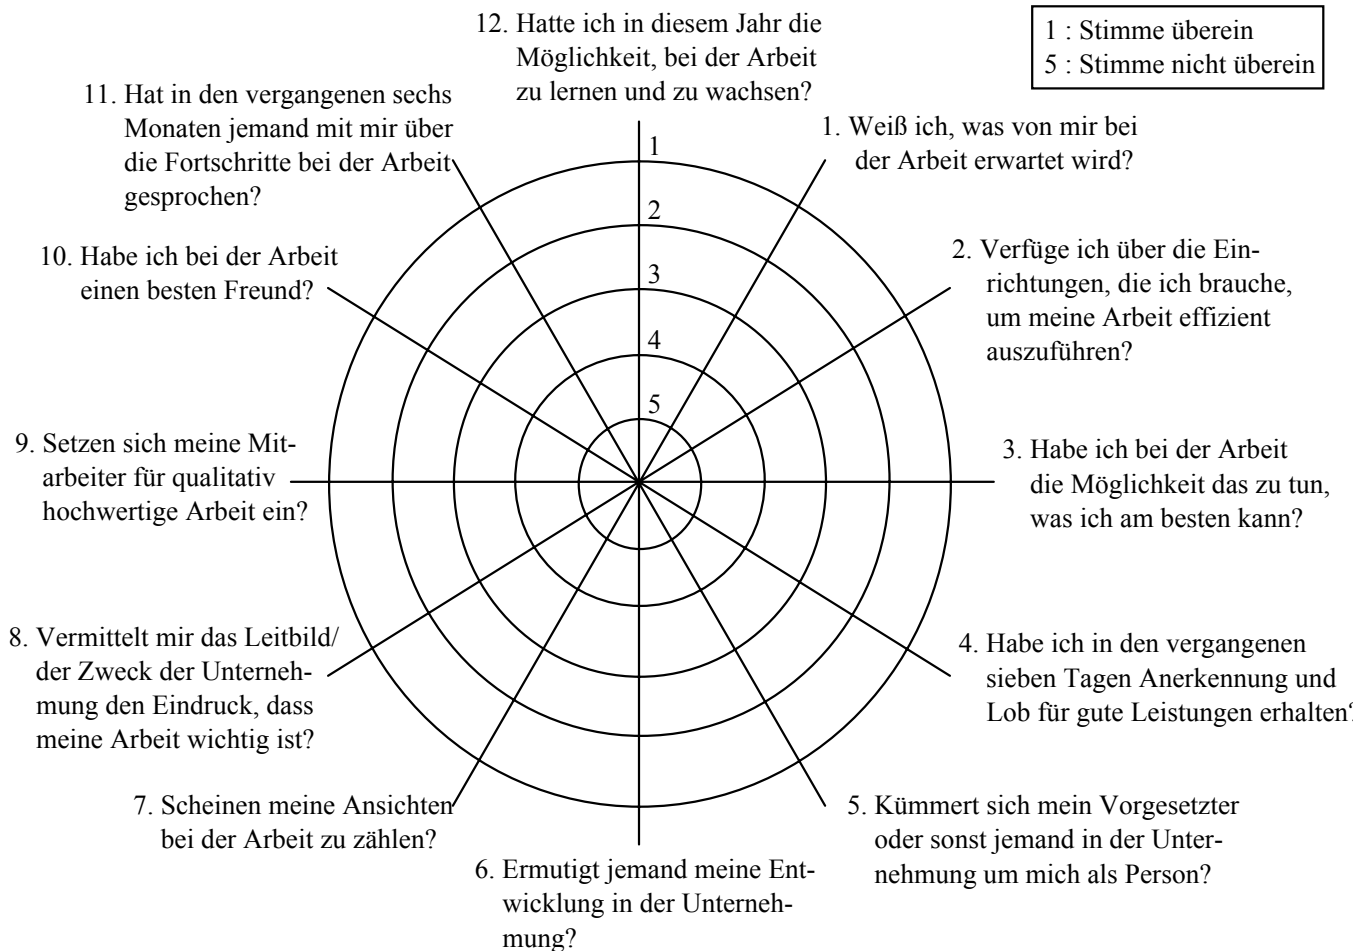 12. Hatte ich in diesem Jahr die
Möglichkeit, bei der Arbeit
zu lernen und zu wachsen?
1 : Stimme überein
5 : Stimme nicht überein
11. Hat in den vergangenen sechs
Monaten jemand mit mir über
die Fortschritte bei der Arbeit
gesprochen?
1. Weiß ich, was von mir bei
der Arbeit erwartet wird?
1
2
3
4
5
10. Habe ich bei der Arbeit
einen besten Freund?
2. Verfüge ich über die Ein-
richtungen, die ich brauche,
um meine Arbeit effizient
auszuführen?
9. Setzen sich meine Mit-
arbeiter für qualitativ
hochwertige Arbeit ein?
3. Habe ich bei der Arbeit
die Möglichkeit das zu tun,
was ich am besten kann?
8. Vermittelt mir das Leitbild/
der Zweck der Unterneh-
mung den Eindruck, dass
meine Arbeit wichtig ist?
4. Habe ich in den vergangenen
sieben Tagen Anerkennung und
Lob für gute Leistungen erhalten?
7. Scheinen meine Ansichten
bei der Arbeit zu zählen?
5. Kümmert sich mein Vorgesetzter
oder sonst jemand in der Unter-
nehmung um mich als Person?
6. Ermutigt jemand meine Ent-
wicklung in der Unterneh-
mung?